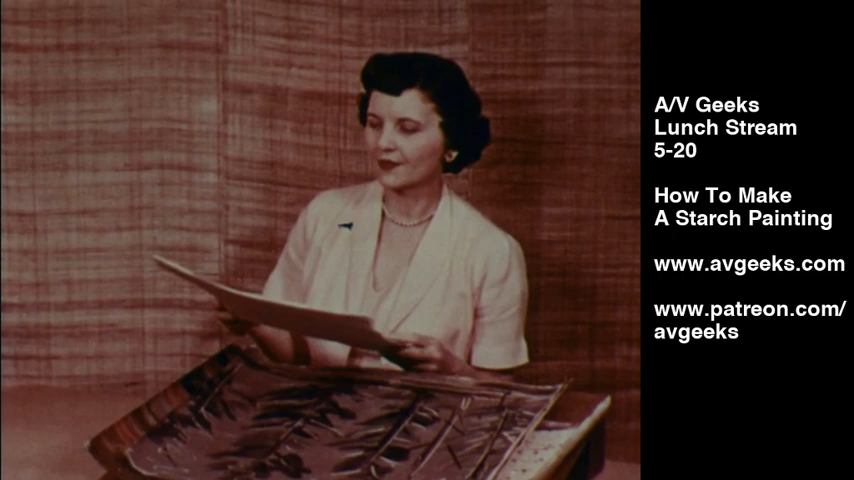 A/V Geeks
Lunch Stream
5-20
How To Make
A Starch Painting
www.avgeeks.com
www.patreon.com/
avgeeks